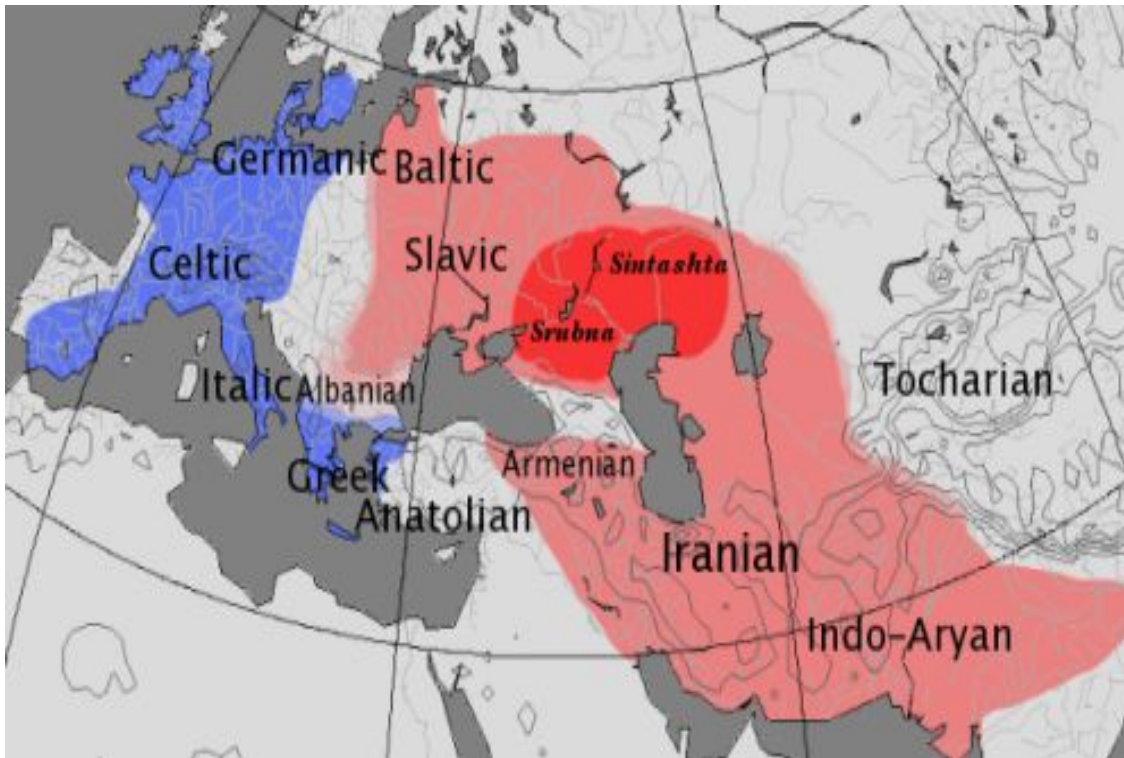 Germanic
Baltic
Celtic
Slavic
Sintashta
Srubna
Italic
Albanian
Tocharian
Greek
Armenian
Anatolian
Iranian
Indo-Aryan